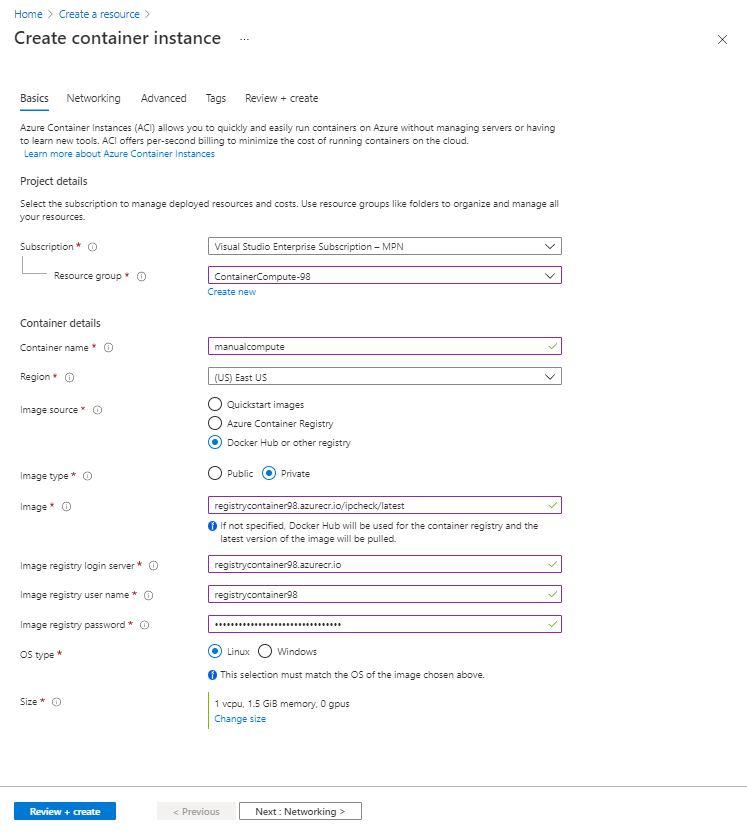 Home > Create a resource >
Create container instance ...
Basics Networking Advanced Tags Review + create
Azure Container Instances (ACI) allows you to quickly and easily run containers on Azure without managing servers or having
to learn new tools. ACI offers per-second billing to minimize the cost of running containers on the cloud.
Learn more about Azure Container Instances
Project details
Select the subscription to manage deployed resources and costs. Use resource groups like folders to organize and manage all
your resources.
Subscription * Visual Studio Enterprise Subscription – MPN
Resource group * ContainerCompute-98
Create new
Container details
Container name * manualcompute
Region * (US) East US
Image source * Quickstart images
Azure Container Registry
Docker Hub or other registry
Image type * Public Private
Image * registrycontainer98.azurecr.io/ipcheck/latest
If not specified, Docker Hub will be used for the container registry and the
latest version of the image will be pulled.
Image registry login server * registrycontainer98.azurecr.io
Image registry user name * registrycontainer98
Image registry password * ••••••••••••••••••••••••••••••••
OS type * Linux Windows
This selection must match the OS of the image chosen above.
Size * 1 vcpu, 1.5 GiB memory, 0 gpus
Change size
Review + create < Previous Next : Networking >